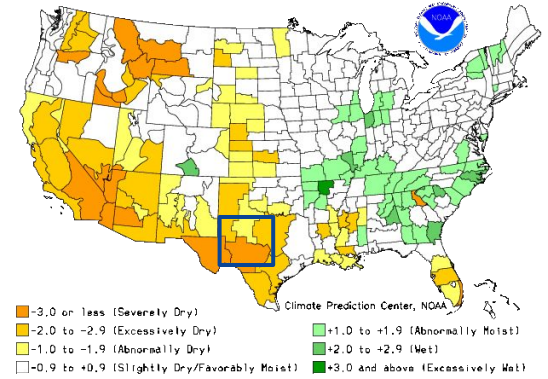 NOAA
Climate Prediction Center, NOAA
-3.0 or less (Severely Dry)
-2.0 to -2.9 (Excessively Dry)
-1.0 to -1.9 (Abnormally Dry)
-0.9 to +0.9 (Slightly Dry/Favorably Moist)
+1.0 to +1.9 (Abnormally Moist)
+2.0 to +2.9 (Wet)
+3.0 and above (Excessively Wet)